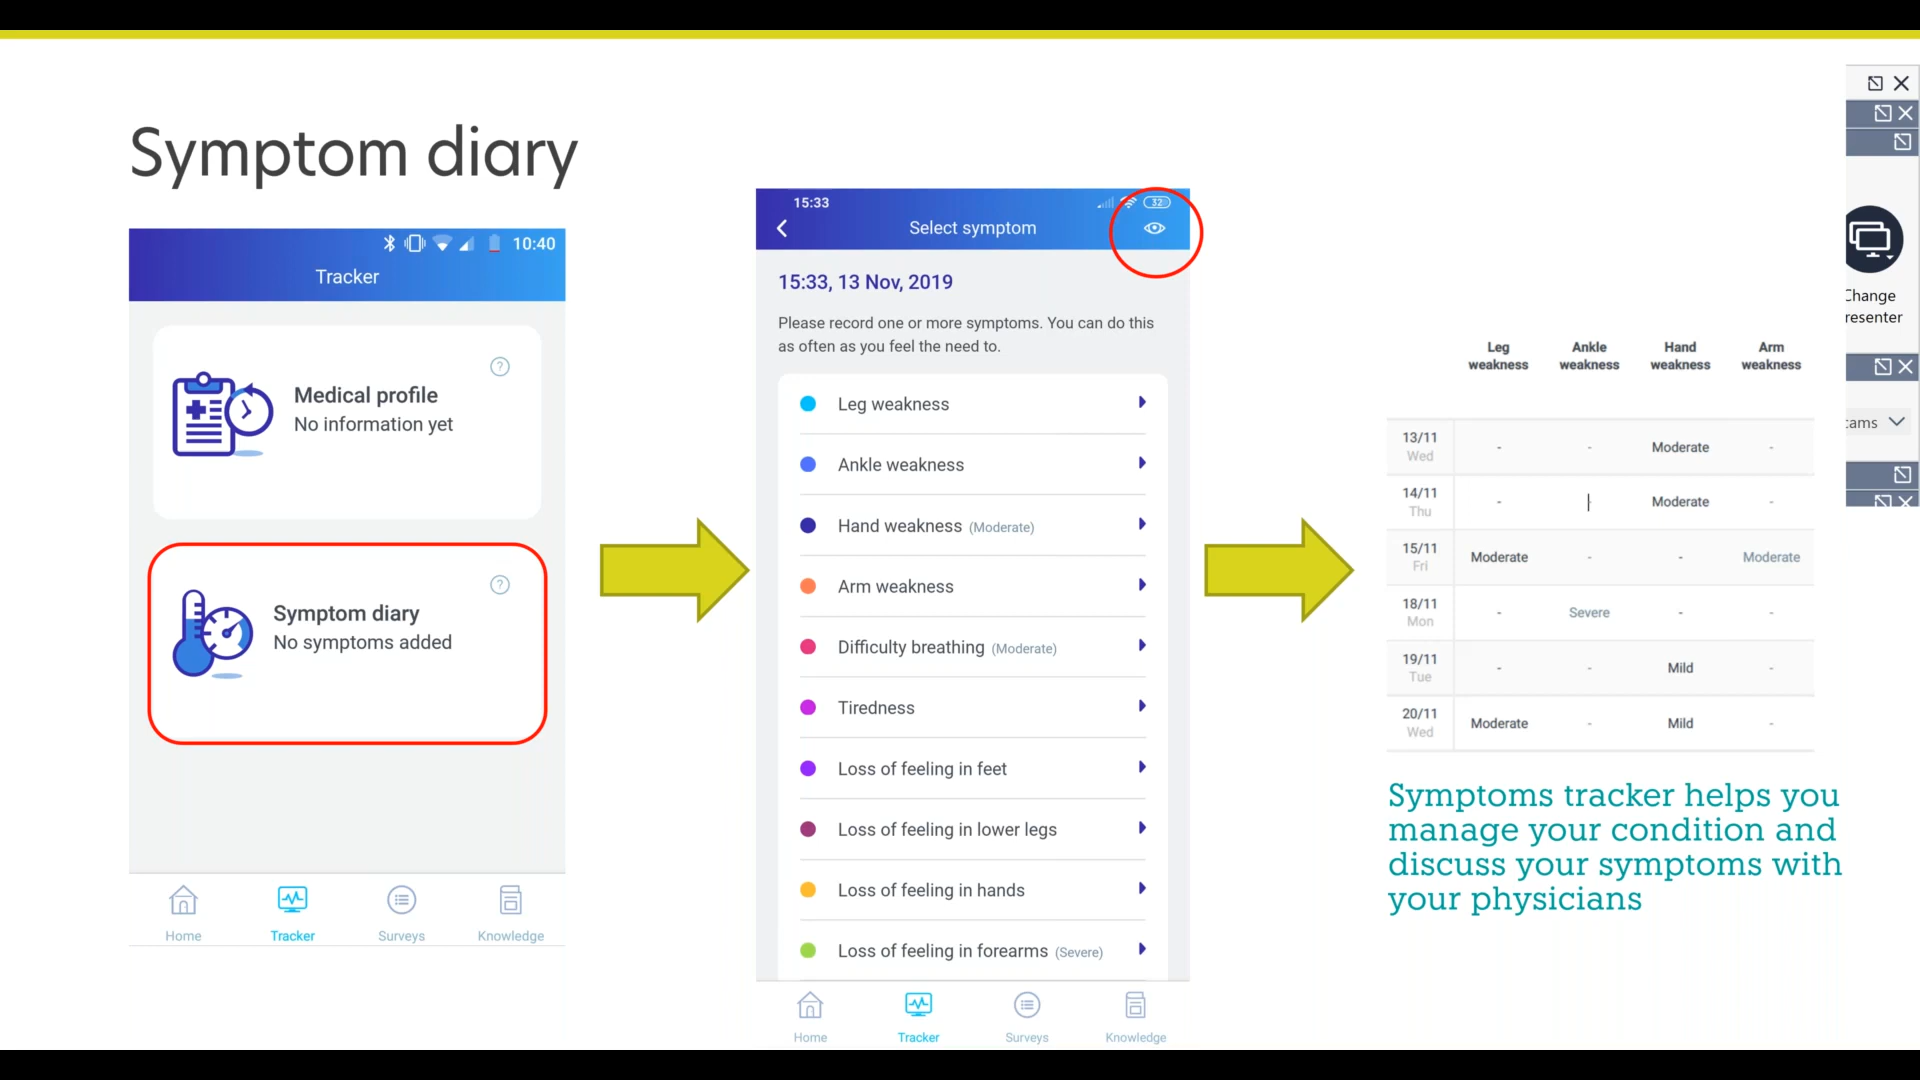 Symptom diary
10:40
Tracker
?
Medical profile
No information yet
?
Symptom diary
No symptoms added
Home
Tracker
Surveys
Knowledge
15:33
32
Select symptom
15:33, 13 Nov, 2019
Please record one or more symptoms. You can do this
as often as you feel the need to.
Leg weakness
Ankle weakness
Hand weakness (Moderate)
Arm weakness
Difficulty breathing (Moderate)
Tiredness
Loss of feeling in feet
Loss of feeling in lower legs
Loss of feeling in hands
Loss of feeling in forearms (Severe)
Home
Tracker
Surveys
Knowledge
Leg weakness
Ankle weakness
Hand weakness
Arm weakness
13/11 Wed - - Moderate -
14/11 Thu - - Moderate -
15/11 Fri Moderate - - Moderate
18/11 Mon - Severe - -
19/11 Tue - - Mild -
20/11 Wed Moderate - Mild -
Symptoms tracker helps you
manage your condition and
discuss your symptoms with
your physicians
Change
resenter
cams